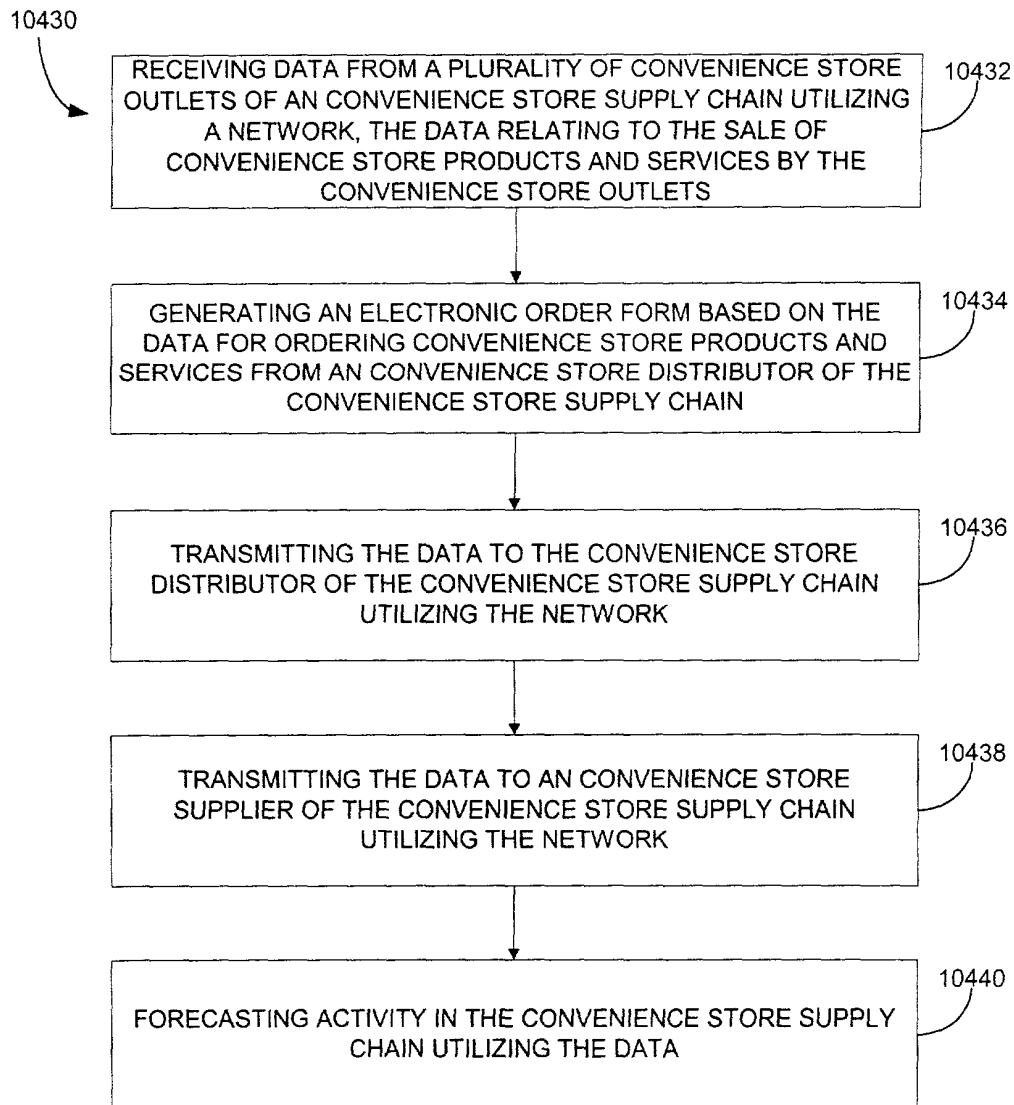 10430
RECEIVING DATA FROM A PLURALITY OF CONVENIENCE STORE
OUTLETS OF AN CONVENIENCE STORE SUPPLY CHAIN UTILIZING
A NETWORK, THE DATA RELATING TO THE SALE OF
CONVENIENCE STORE PRODUCTS AND SERVICES BY THE
CONVENIENCE STORE OUTLETS
10432
GENERATING AN ELECTRONIC ORDER FORM BASED ON THE
DATA FOR ORDERING CONVENIENCE STORE PRODUCTS AND
SERVICES FROM AN CONVENIENCE STORE DISTRIBUTOR OF THE
CONVENIENCE STORE SUPPLY CHAIN
10434
TRANSMITTING THE DATA TO THE CONVENIENCE STORE
DISTRIBUTOR OF THE CONVENIENCE STORE SUPPLY CHAIN
UTILIZING THE NETWORK
10436
TRANSMITTING THE DATA TO AN CONVENIENCE STORE
SUPPLIER OF THE CONVENIENCE STORE SUPPLY CHAIN
UTILIZING THE NETWORK
10438
FORECASTING ACTIVITY IN THE CONVENIENCE STORE SUPPLY
CHAIN UTILIZING THE DATA
10440